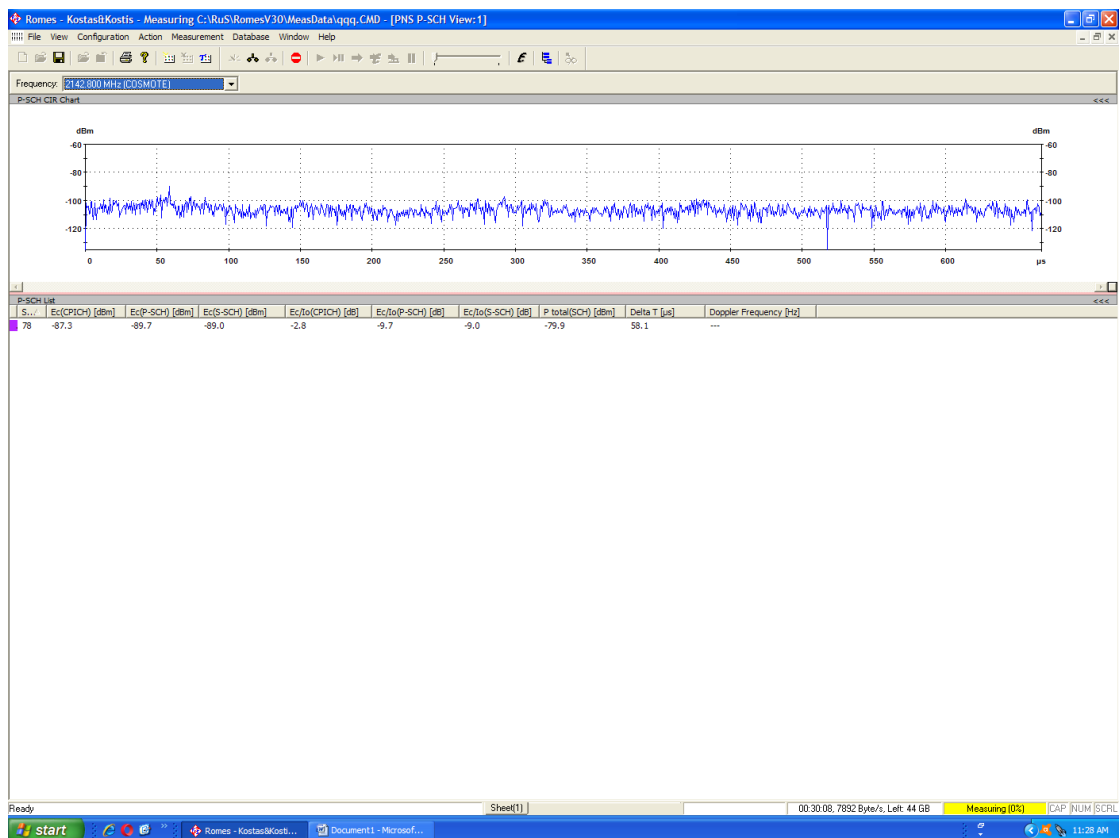 Romes - Kostas&Kostis - Measuring C:\RuS\RomesV30\MeasData\qqq.CMD - [PNS P-SCH View:1]
File View Configuration Action Measurement Database Window Help
Frequency: 2142.800 MHz (COSMOTE)
P-SCH CIR Chart <<<
dBm dBm
-60 -60
-80 -80
-100 -100
-120 -120
0 50 100 150 200 250 300 350 400 450 500 550 600 µs
P-SCH List <<<
S../ Ec(CPICH) [dBm] Ec(P-SCH) [dBm] Ec(S-SCH) [dBm] Ec/Io(CPICH) [dB] Ec/Io(P-SCH) [dB] Ec/Io(S-SCH) [dB] P total(SCH) [dBm] Delta T [µs] Doppler Frequency [Hz]
78 -87.3 -89.7 -89.0 -2.8 -9.7 -9.0 -79.9 58.1 ---
Ready Sheet(1) 00:30:08, 7892 Byte/s, Left: 44 GB Measuring (0%) CAP NUM SCRL
start Romes - Kostas&Kosti... Document1 - Microsof... 11:28 AM